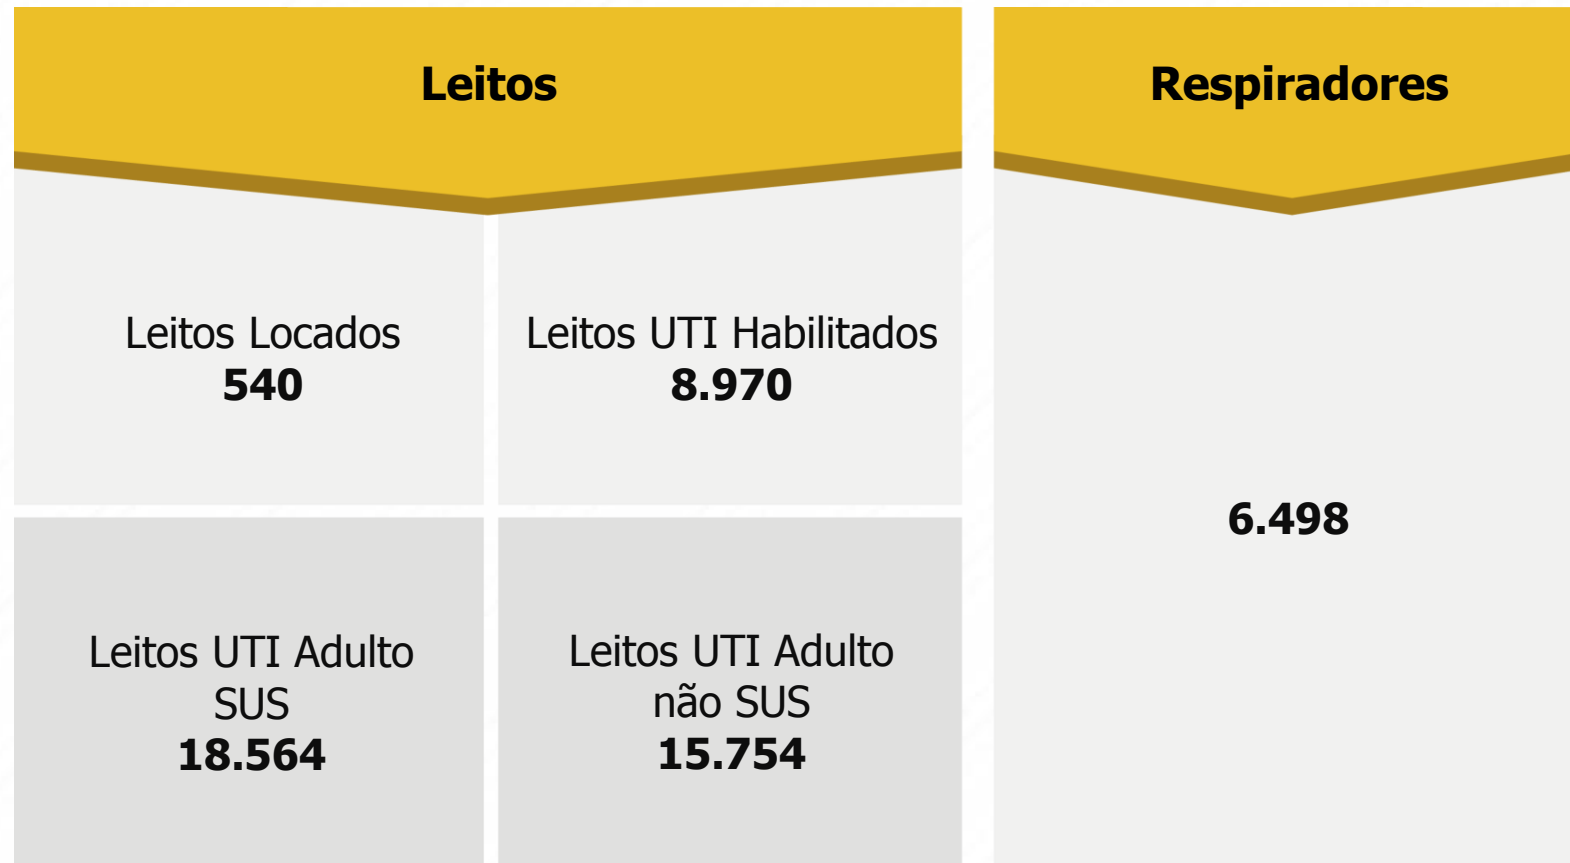 Leitos
Leitos Locados
540
Leitos UTI Habilitados
8.970
Leitos UTI Adulto
SUS
18.564
Leitos UTI Adulto
não SUS
15.754
Respiradores
6.498